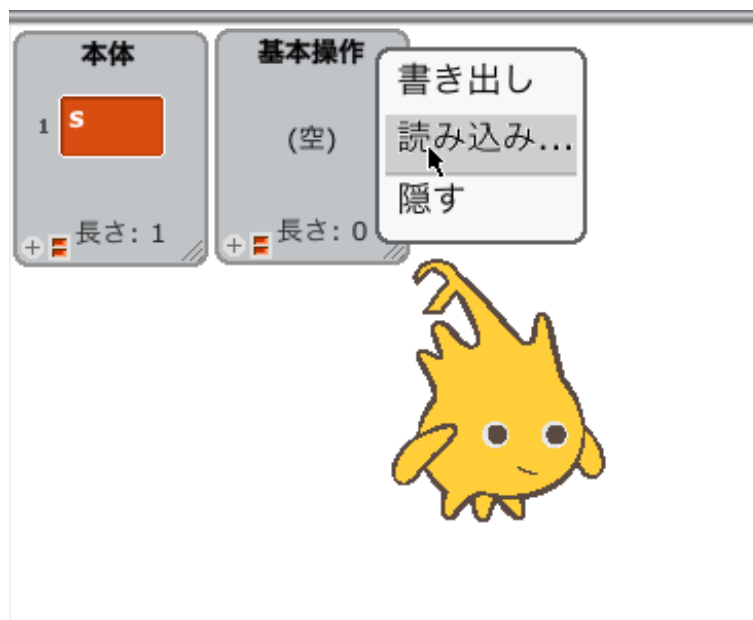 本体
1 s
+ 長さ: 1
基本操作
(空)
+ 長さ: 0
書き出し
読み込み...
隠す